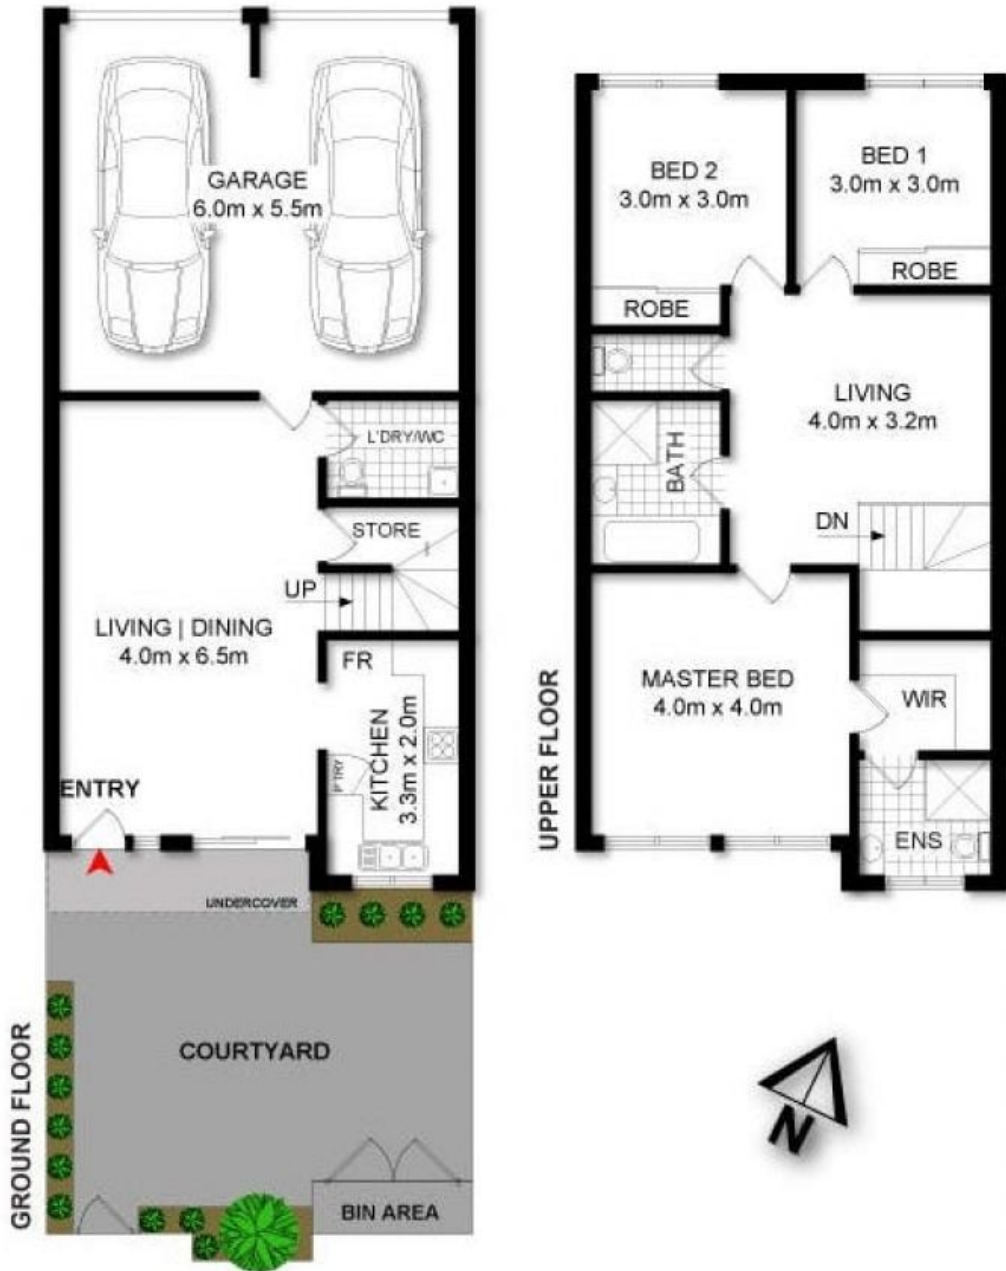 GARAGE
6.0m x 5.5m
L'DRY/WC
STORE
UP
LIVING | DINING
4.0m x 6.5m
FR
KITCHEN
3.3m x 2.0m
P'TRY
ENTRY
UNDERCOVER
COURTYARD
BIN AREA
GROUND FLOOR
BED 2
3.0m x 3.0m
BED 1
3.0m x 3.0m
ROBE
ROBE
LIVING
4.0m x 3.2m
BATH
DN
MASTER BED
4.0m x 4.0m
WIR
ENS
UPPER FLOOR
N